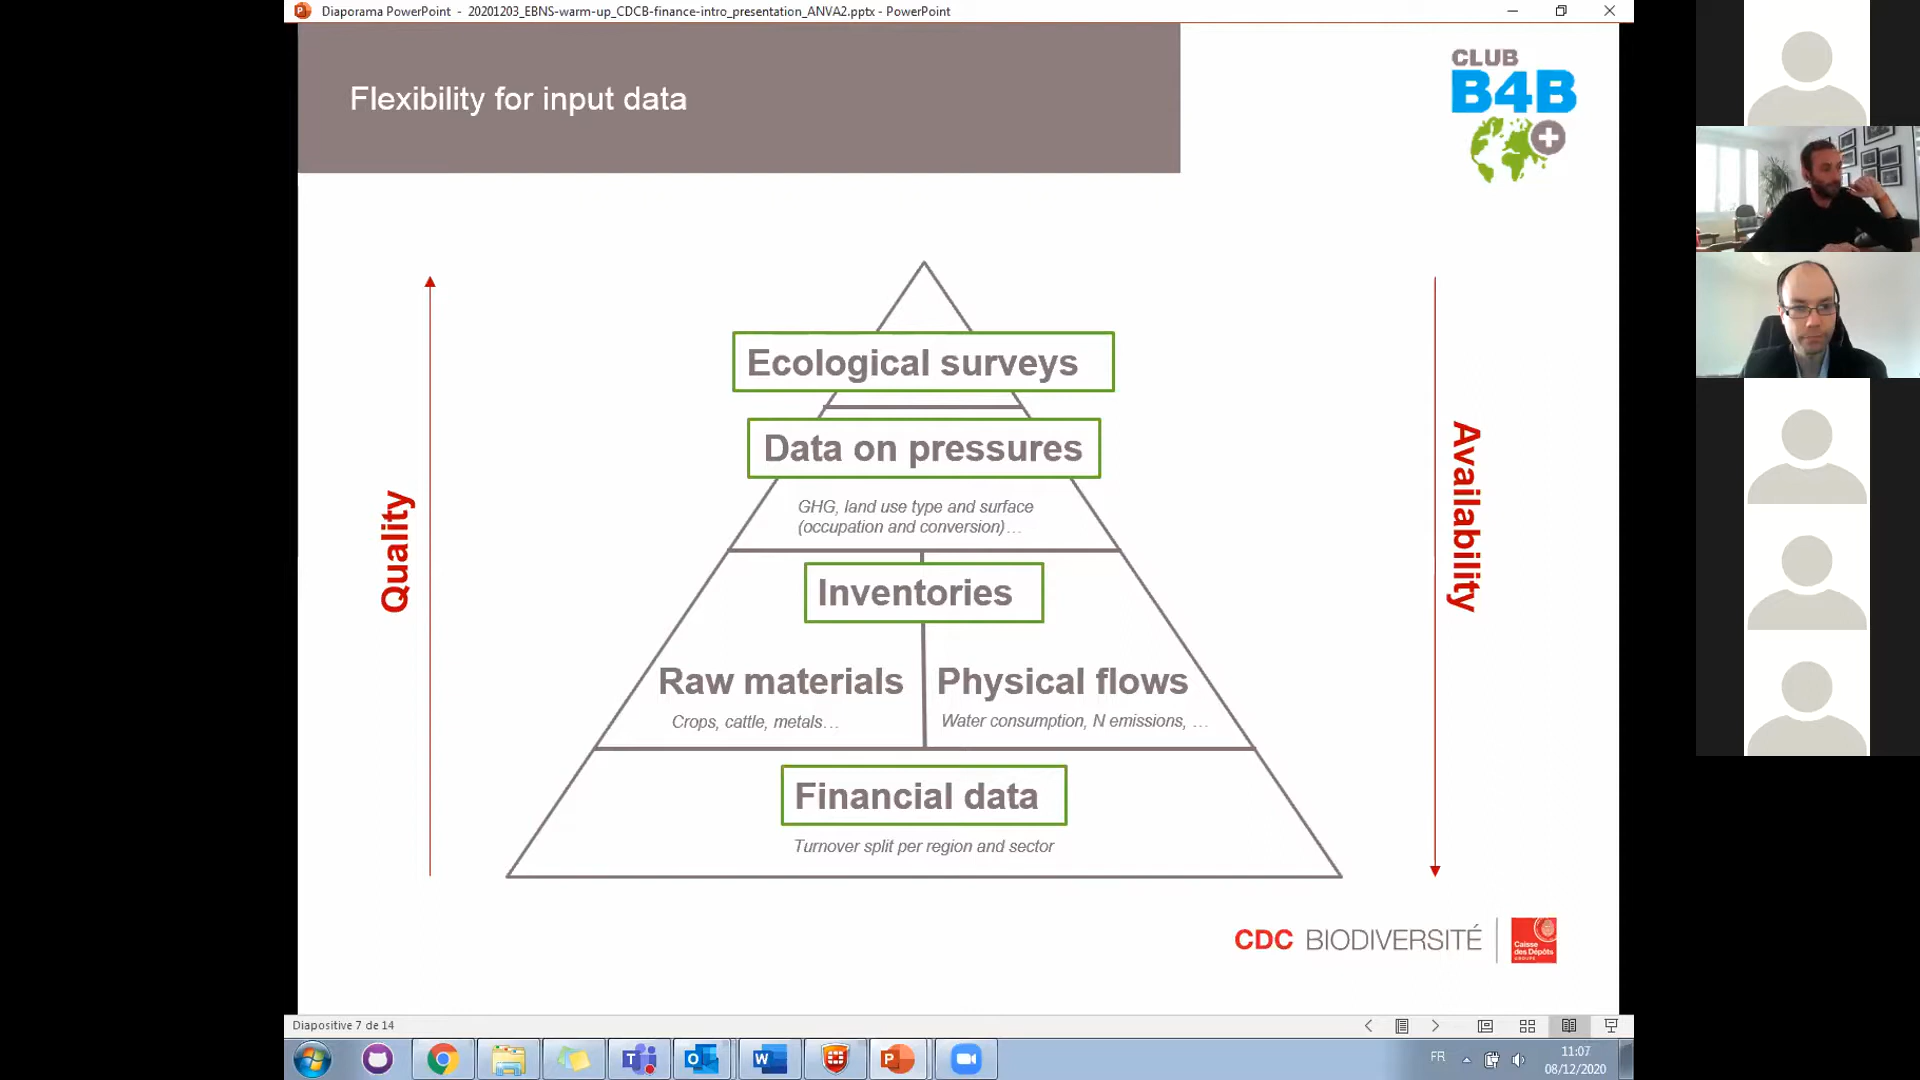 Diaporama PowerPoint - 20201203_EBNS-warm-up_CDCB-finance-intro_presentation_ANVA2.pptx - PowerPoint
Flexibility for input data
CLUB
B4B
Ecological surveys
Data on pressures
GHG, land use type and surface
(occupation and conversion)…
Quality
Availability
Inventories
Raw materials
Physical flows
Crops, cattle, metals…
Water consumption, N emissions, …
Financial data
Turnover split per region and sector
CDC BIODIVERSITÉ
Caisse
des Dépôts
GROUPE
Diapositive 7 de 14
FR
11:07
08/12/2020